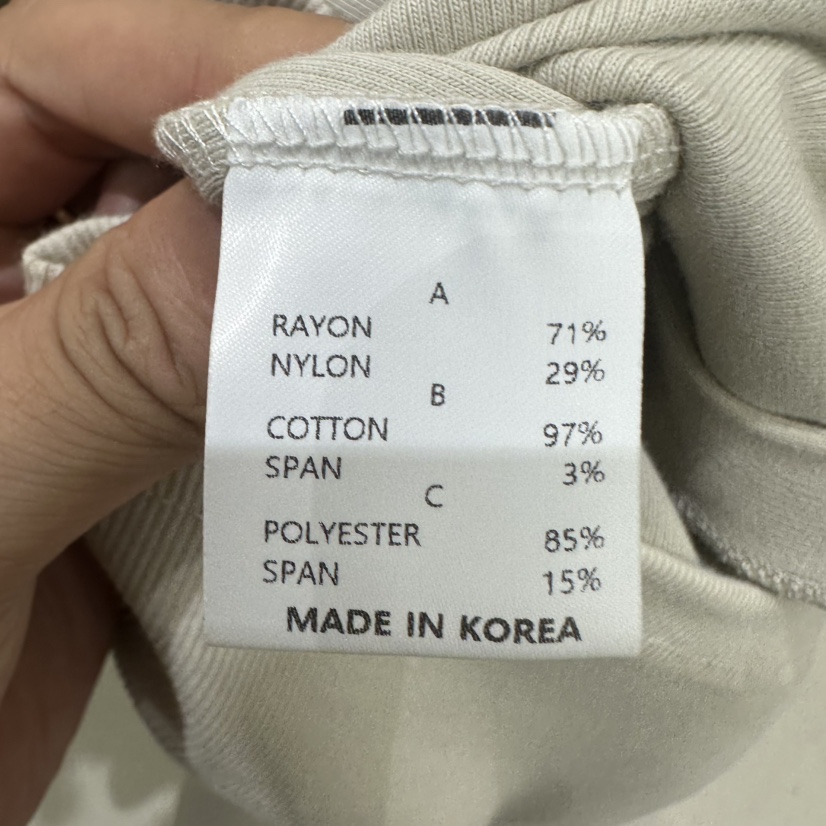 A
RAYON 71%
NYLON 29%
B
COTTON 97%
SPAN 3%
C
POLYESTER 85%
SPAN 15%
MADE IN KOREA